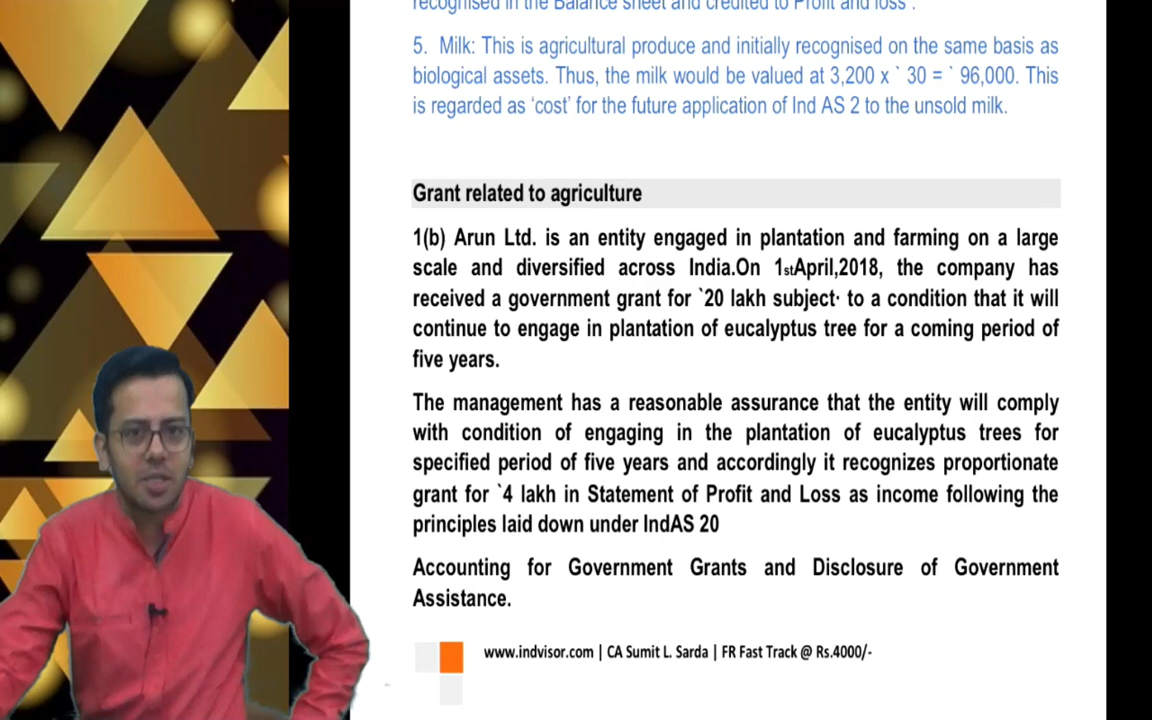 recognised in the Balance sheet and credited to Profit and loss .
5. Milk: This is agricultural produce and initially recognised on the same basis as
biological assets. Thus, the milk would be valued at 3,200 x ` 30 = ` 96,000. This
is regarded as ‘cost’ for the future application of Ind AS 2 to the unsold milk.
Grant related to agriculture
1(b) Arun Ltd. is an entity engaged in plantation and farming on a large
scale and diversified across India.On 1stApril,2018, the company has
received a government grant for `20 lakh subject· to a condition that it will
continue to engage in plantation of eucalyptus tree for a coming period of
five years.
The management has a reasonable assurance that the entity will comply
with condition of engaging in the plantation of eucalyptus trees for
specified period of five years and accordingly it recognizes proportionate
grant for `4 lakh in Statement of Profit and Loss as income following the
principles laid down under IndAS 20
Accounting for Government Grants and Disclosure of Government
Assistance.
www.indvisor.com | CA Sumit L. Sarda | FR Fast Track @ Rs.4000/-